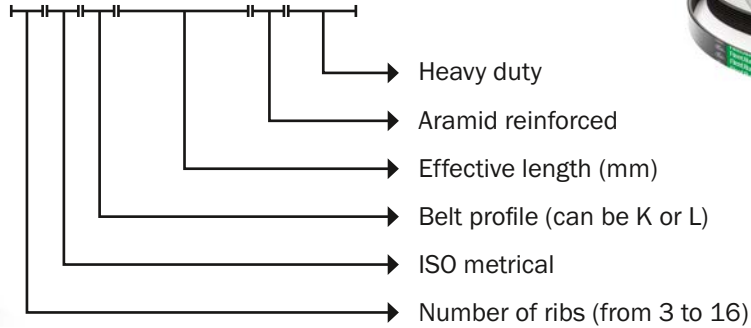 Heavy duty
Aramid reinforced
Effective length (mm)
Belt profile (can be K or L)
ISO metrical
Number of ribs (from 3 to 16)